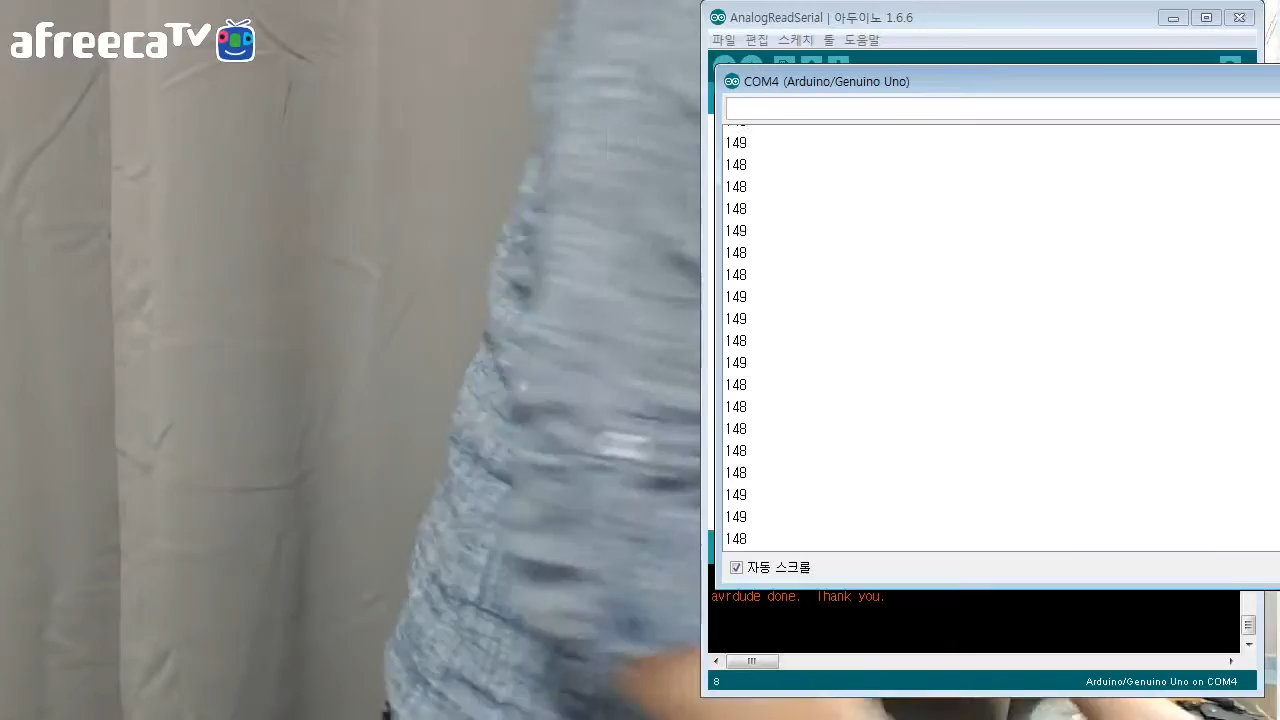 afreecaTV
AnalogReadSerial | 아두이노 1.6.6
파일 편집 스케치 툴 도움말
COM4 (Arduino/Genuino Uno)
149
148
148
148
149
148
148
149
149
148
149
148
148
148
148
148
149
149
148
자동 스크롤
avrdude done.  Thank you.
8
Arduino/Genuino Uno on COM4